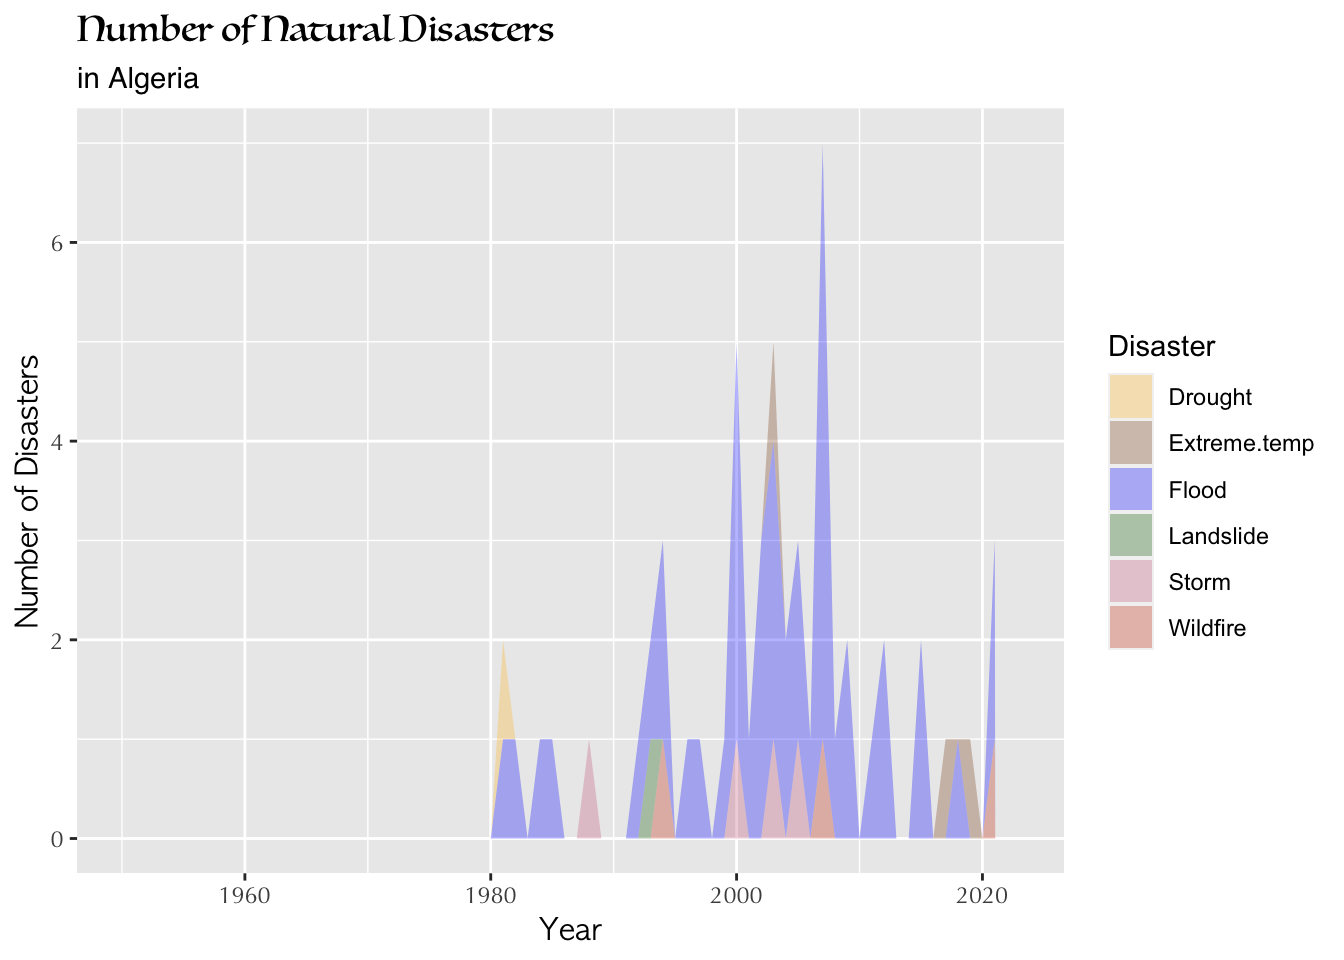 Number of Natural Disasters
in Algeria
Number of Disasters
6
4
2
0
1960
1980
2000
2020
Year
Disaster
Drought
Extreme.temp
Flood
Landslide
Storm
Wildfire